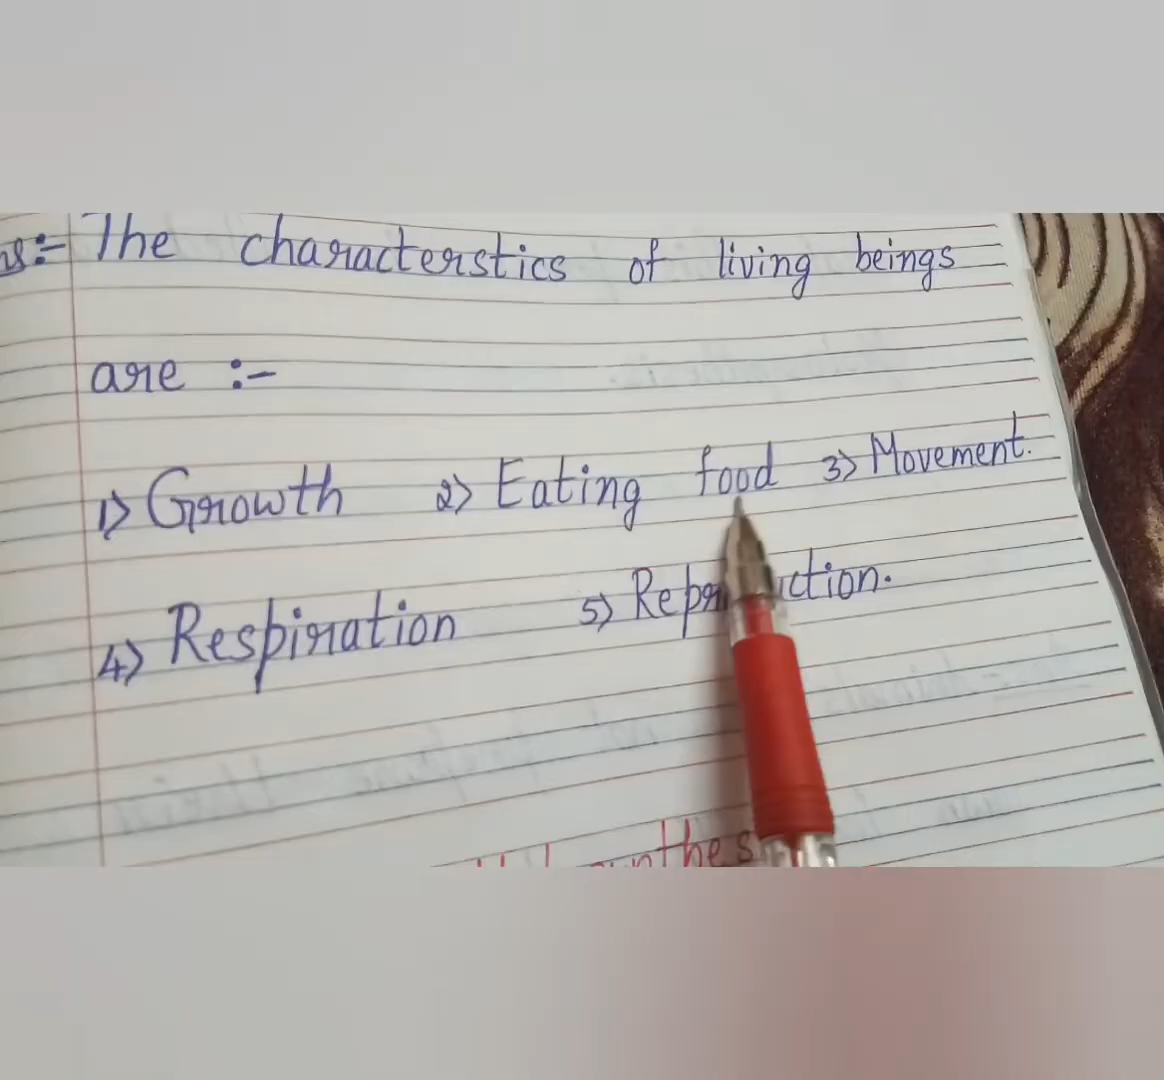 The characterstics of living beings
are :-
1) Growth 2) Eating food 3) Movement.
4) Respiration 5)